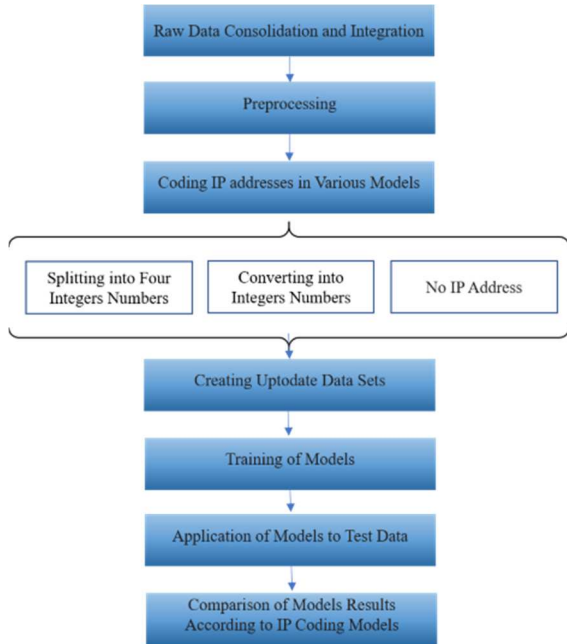 Raw Data Consolidation and Integration
Preprocessing
Coding IP addresses in Various Models
Splitting into Four
Integers Numbers
Converting into
Integers Numbers
No IP Address
Creating Uptodate Data Sets
Training of Models
Application of Models to Test Data
Comparison of Models Results
According to IP Coding Models